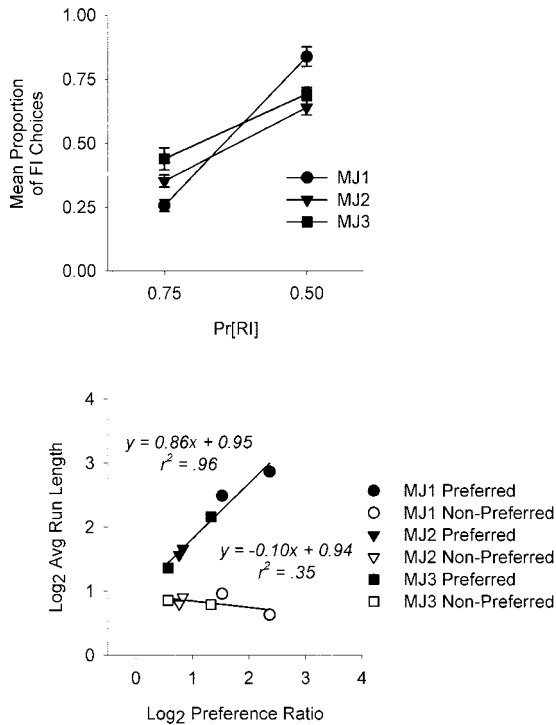 1.00
0.75
0.50
0.25
0.00
Mean Proportion
of FI Choices
MJ1
MJ2
MJ3
0.75 0.50
Pr[RI]
4
3
2
1
0
Log2 Avg Run Length
y = 0.86x + 0.95
r² = .96
y = -0.10x + 0.94
r² = .35
MJ1 Preferred
MJ1 Non-Preferred
MJ2 Preferred
MJ2 Non-Preferred
MJ3 Preferred
MJ3 Non-Preferred
0 1 2 3 4
Log2 Preference Ratio